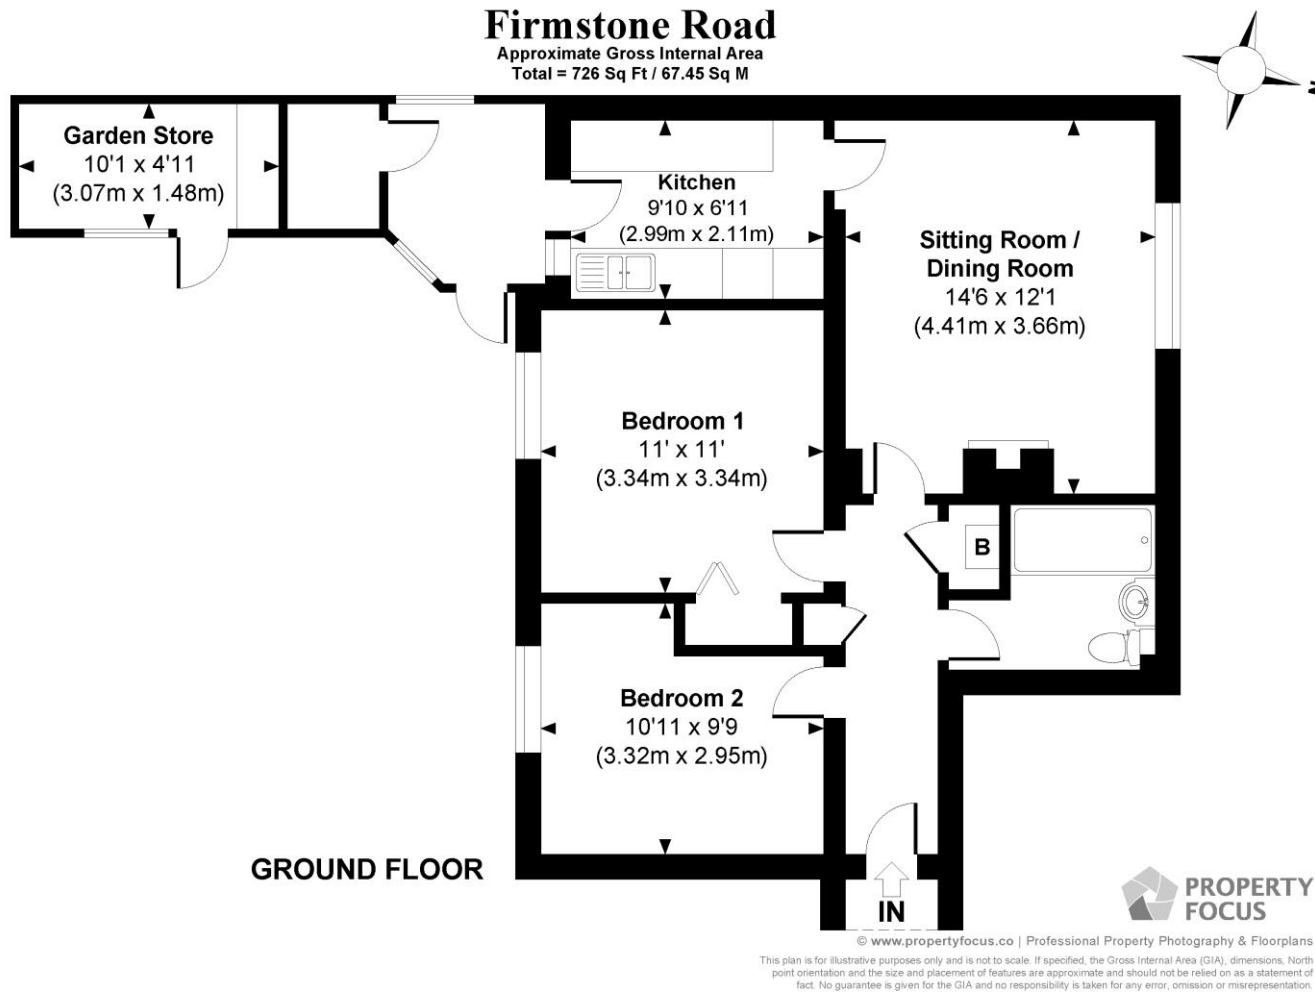 Firmstone Road
Approximate Gross Internal Area
Total = 726 Sq Ft / 67.45 Sq M
Garden Store
10'1 x 4'11
(3.07m x 1.48m)
Kitchen
9'10 x 6'11
(2.99m x 2.11m)
Sitting Room /
Dining Room
14'6 x 12'1
(4.41m x 3.66m)
Bedroom 1
11' x 11'
(3.34m x 3.34m)
B
Bedroom 2
10'11 x 9'9
(3.32m x 2.95m)
GROUND FLOOR
IN
PROPERTY
FOCUS
© www.propertyfocus.co | Professional Property Photography & Floorplans
This plan is for illustrative purposes only and is not to scale. If specified, the Gross Internal Area (GIA), dimensions, North
point orientation and the size and placement of features are approximate and should not be relied on as a statement of
fact. No guarantee is given for the GIA and no responsibility is taken for any error, omission or misrepresentation.